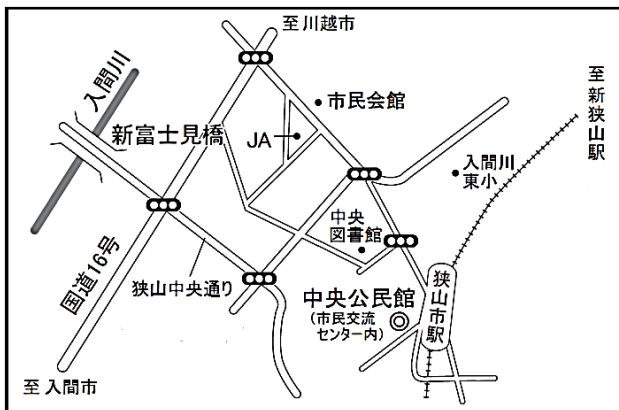 至川越市
入間川
新富士見橋
JA
市民会館
至新狭山駅
入間川
東小
中央
図書館
国道16号
狭山中央通り
中央公民館
(市民交流
センター内)
狭山市駅
至入間市